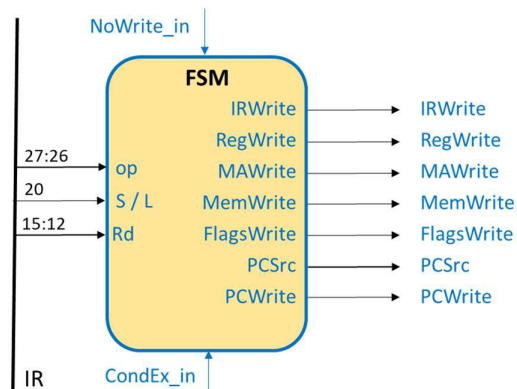 NoWrite_in
FSM
IRWrite IRWrite
RegWrite RegWrite
27:26 op MAWrite MAWrite
20 S / L MemWrite MemWrite
15:12 Rd FlagsWrite FlagsWrite
PCSrc PCSrc
PCWrite PCWrite
IR CondEx_in